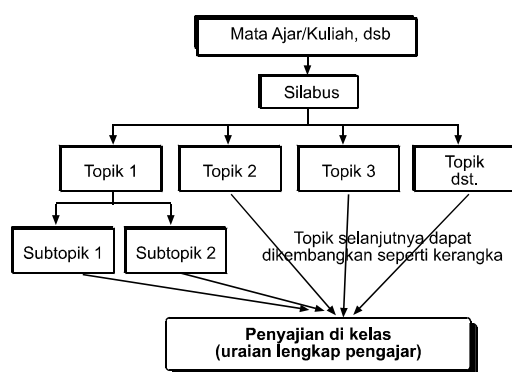 Mata Ajar/Kuliah, dsb
Silabus
Topik 1
Topik 2
Topik 3
Topik
dst.
Subtopik 1
Subtopik 2
Topik selanjutnya dapat
dikembangkan seperti kerangka
Penyajian di kelas
(uraian lengkap pengajar)